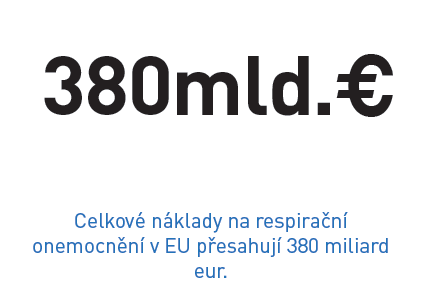 380mld.€
Celkové náklady na respirační
onemocnění v EU přesahují 380 miliard
eur.